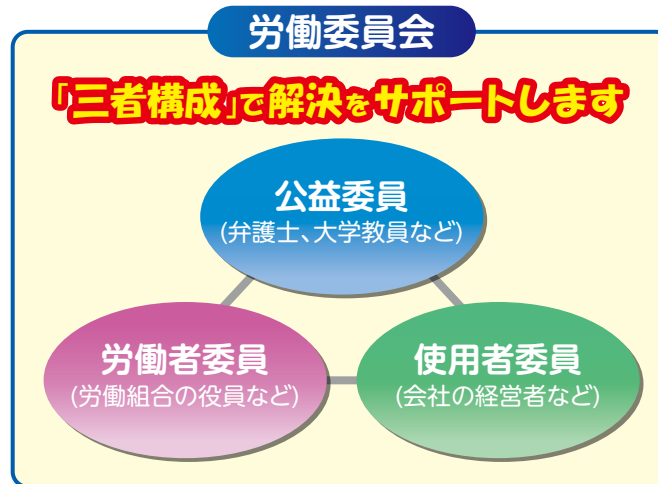 労働委員会
「三者構成」で解決をサポートします
公益委員
(弁護士、大学教員など)
労働者委員
(労働組合の役員など)
使用者委員
(会社の経営者など)